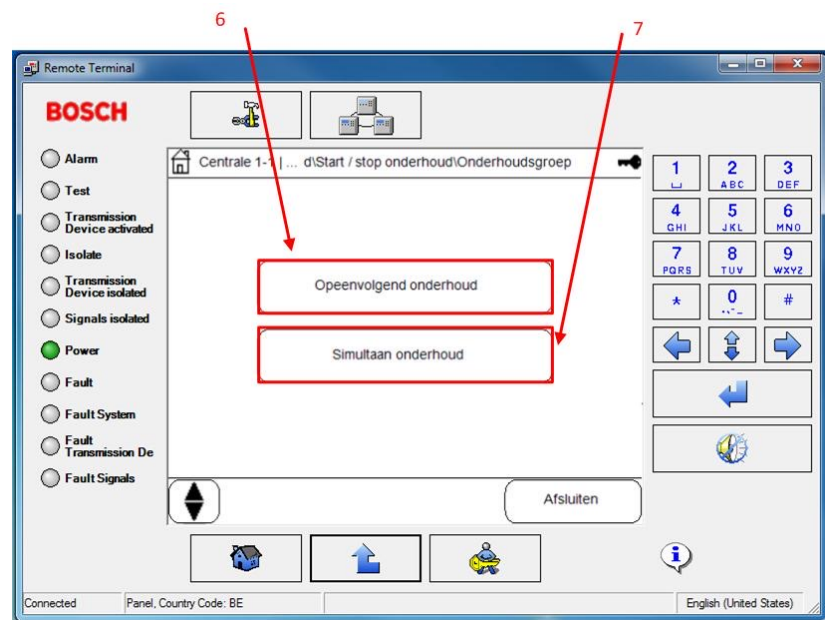 6
7
Remote Terminal
BOSCH
Centrale 1-1 | ... d\Start / stop onderhoud\Onderhoudsgroep
Alarm
Test
Transmission
Device activated
Isolate
Transmission
Device isolated
Signals isolated
Power
Fault
Fault System
Fault
Transmission De
Fault Signals
Opeenvolgend onderhoud
Simultaan onderhoud
Afsluiten
1 2 3
ABC DEF
4 5 6
GHI JKL MNO
7 8 9
PQRS TUV WXYZ
* 0 #
i
Connected Panel, Country Code: BE English (United States)